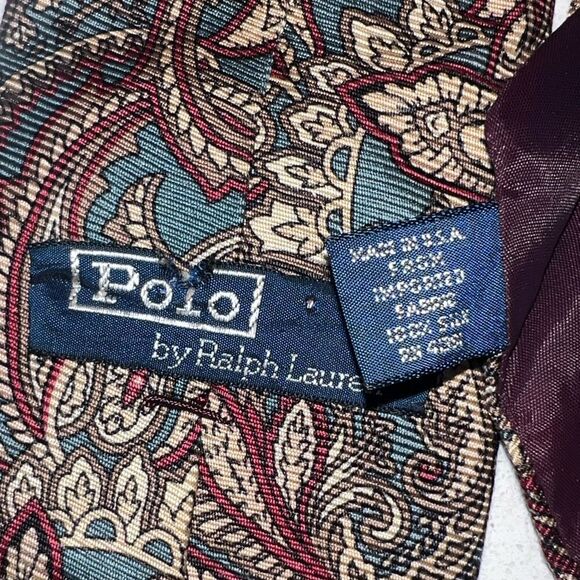 Polo
by Ralph Laure
MADE IN U.S.A.
FROM
IMPORTED
FABRIC
100% SILK